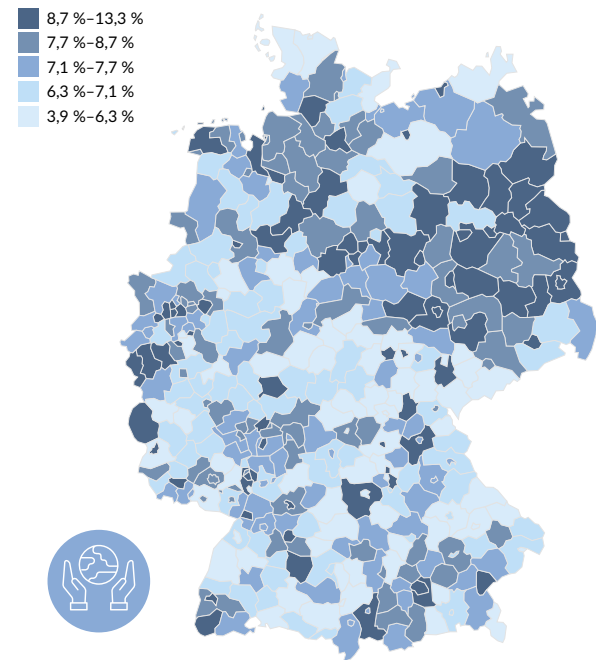 8,7 %–13,3 %
7,7 %–8,7 %
7,1 %–7,7 %
6,3 %–7,1 %
3,9 %–6,3 %